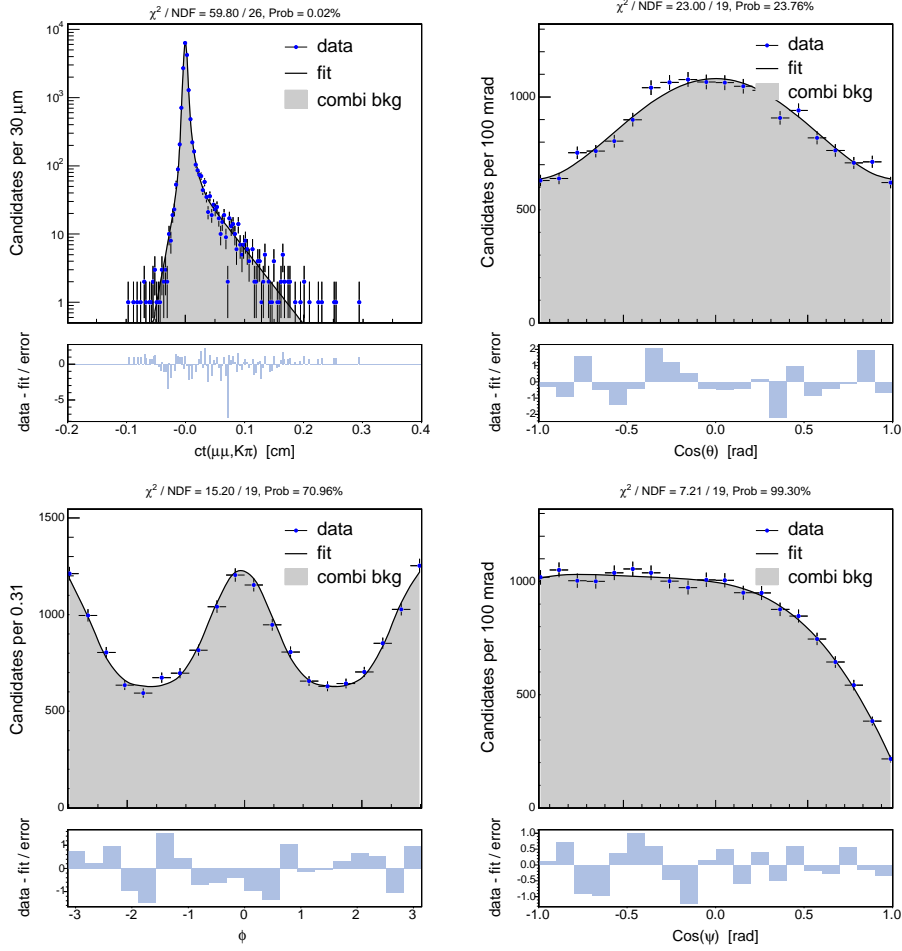 χ² / NDF = 59.80 / 26, Prob = 0.02%
Candidates per 30 μm
10⁴
10³
10²
10
1
data
fit
combi bkg
data - fit / error
0
-5
-0.2 -0.1 -0.0 0.1 0.2 0.3 0.4
ct(μμ,Kπ) [cm]
χ² / NDF = 23.00 / 19, Prob = 23.76%
Candidates per 100 mrad
1000
500
0
data
fit
combi bkg
data - fit / error
2
1
0
-1
-2
-1.0 -0.5 0.0 0.5 1.0
Cos(θ) [rad]
χ² / NDF = 15.20 / 19, Prob = 70.96%
Candidates per 0.31
1500
1000
500
0
data
fit
combi bkg
data - fit / error
1
0
-1
-3 -2 -1 0 1 2 3
ϕ
χ² / NDF = 7.21 / 19, Prob = 99.30%
Candidates per 100 mrad
1000
500
0
data
fit
combi bkg
data - fit / error
1.0
0.5
0.0
-0.5
-1.0
-1.0 -0.5 0.0 0.5 1.0
Cos(ψ) [rad]